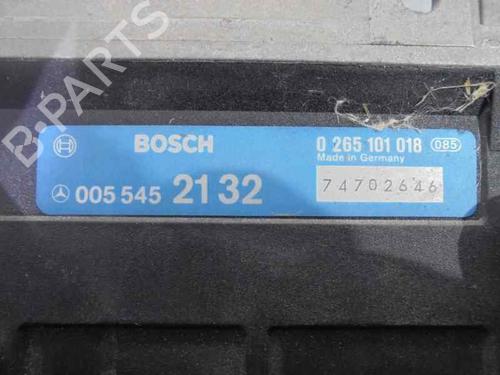 BOSCH 0 265 101 018 085
Made in Germany
005 545 21 32 74702646
B-PARTS